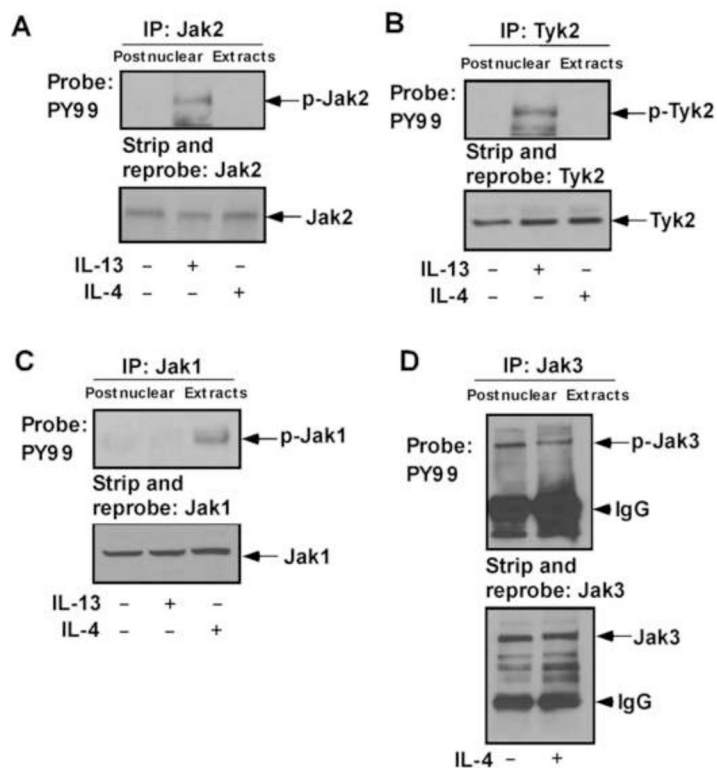 A
IP: Jak2
Postnuclear Extracts
Probe:
PY99
p-Jak2
Strip and
reprobe: Jak2
Jak2
IL-13 – + –
IL-4 – – +
B
IP: Tyk2
Postnuclear Extracts
Probe:
PY99
p-Tyk2
Strip and
reprobe: Tyk2
Tyk2
IL-13 – + –
IL-4 – – +
C
IP: Jak1
Postnuclear Extracts
Probe:
PY99
p-Jak1
Strip and
reprobe: Jak1
Jak1
IL-13 – + –
IL-4 – – +
D
IP: Jak3
Postnuclear Extracts
Probe:
PY99
p-Jak3
IgG
Strip and
reprobe: Jak3
Jak3
IgG
IL-4 – +